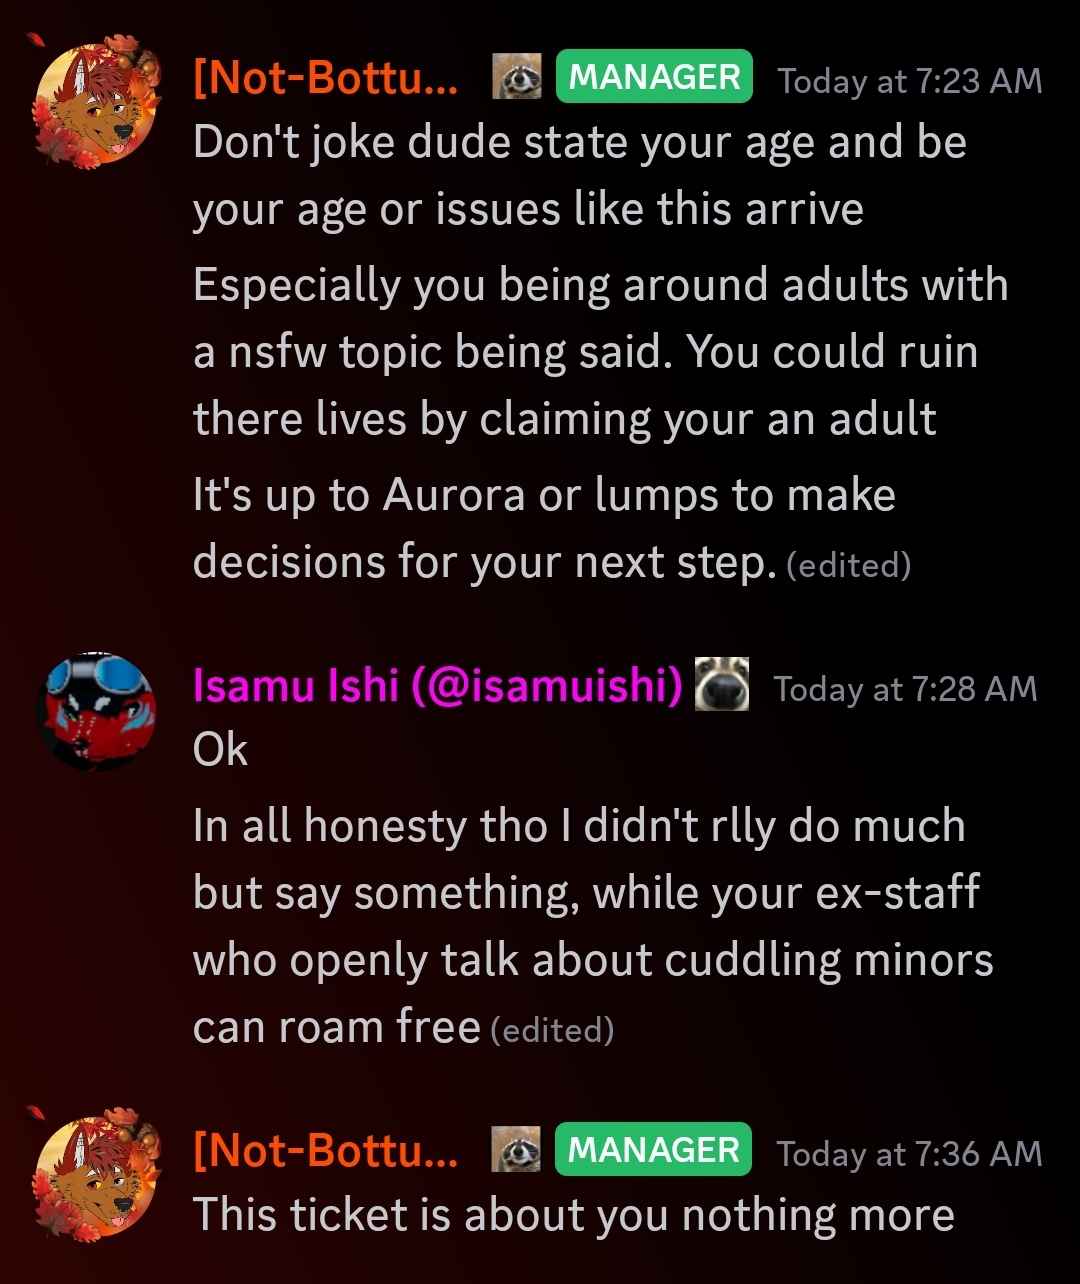 [Not-Bottu... MANAGER Today at 7:23 AM
Don't joke dude state your age and be
your age or issues like this arrive
Especially you being around adults with
a nsfw topic being said. You could ruin
there lives by claiming your an adult
It's up to Aurora or lumps to make
decisions for your next step. (edited)
Isamu Ishi (@isamuishi) Today at 7:28 AM
Ok
In all honesty tho I didn't rlly do much
but say something, while your ex-staff
who openly talk about cuddling minors
can roam free (edited)
[Not-Bottu... MANAGER Today at 7:36 AM
This ticket is about you nothing more